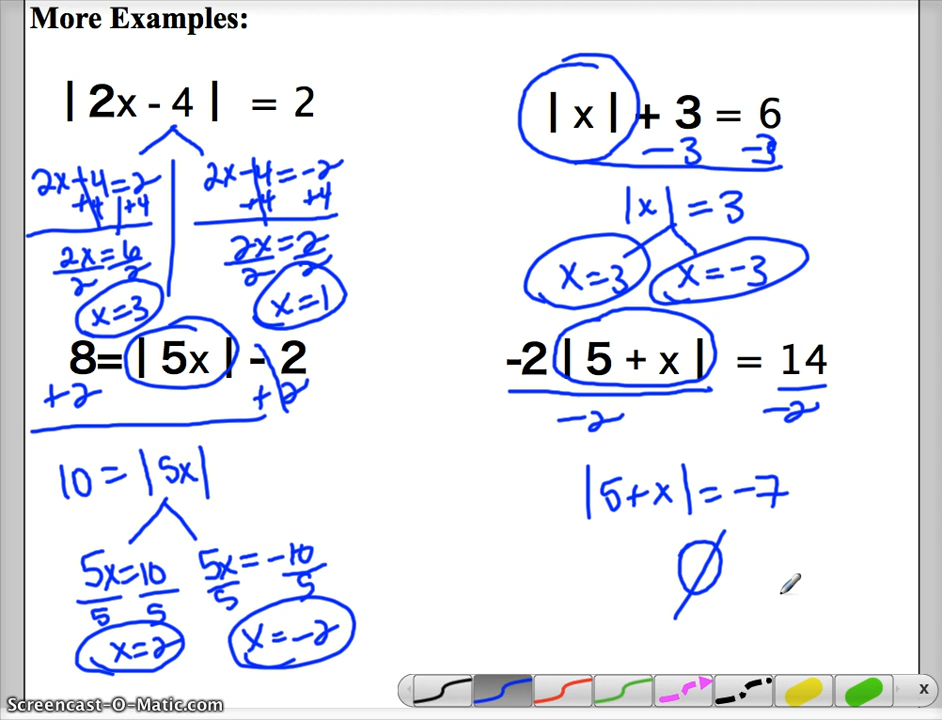 More Examples:
|2x - 4| = 2
2x-4=2
+4 +4
2x=6
2 2
x=3
2x-4=-2
+4 +4
2x=2
2 2
x=1
|x| + 3 = 6
-3 -3
|x|=3
x=3
x=-3
8=|5x| - 2
+2 +2
10=|5x|
5x=10
5 5
x=2
5x=-10
5 5
x=-2
-2|5 + x| = 14
-2 -2
|5+x|=-7
∅
Screencast-O-Matic.com
x